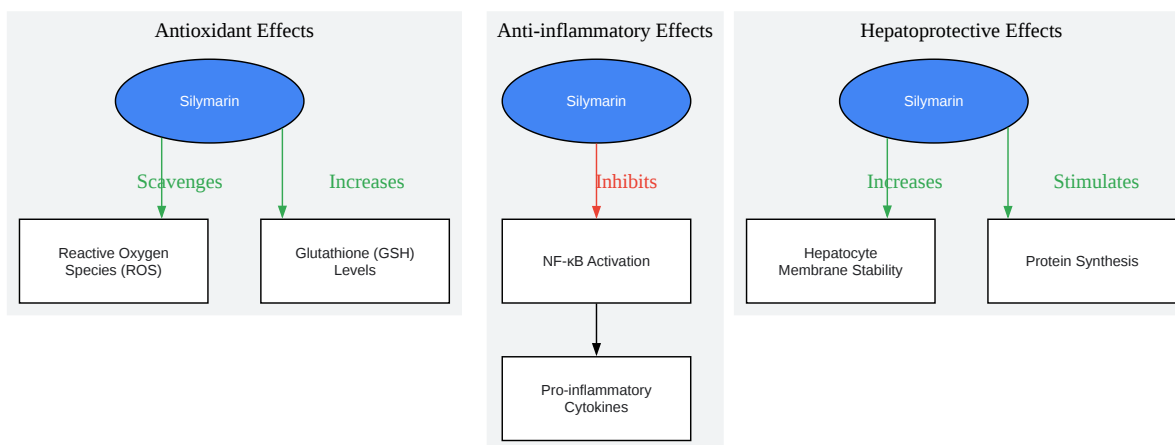 Antioxidant Effects
Silymarin
Scavenges
Increases
Reactive Oxygen
Species (ROS)
Glutathione (GSH)
Levels
Anti-inflammatory Effects
Silymarin
Inhibits
NF-κB Activation
Pro-inflammatory
Cytokines
Hepatoprotective Effects
Silymarin
Increases
Stimulates
Hepatocyte
Membrane Stability
Protein Synthesis